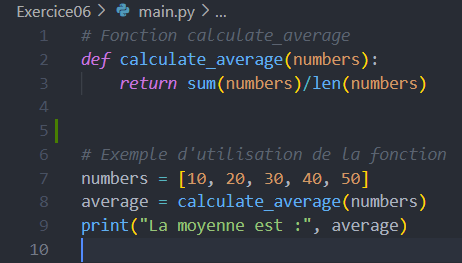 Exercice06 > main.py > ...
1 # Fonction calculate_average
2 def calculate_average(numbers):
3     return sum(numbers)/len(numbers)
4
5
6 # Exemple d'utilisation de la fonction
7 numbers = [10, 20, 30, 40, 50]
8 average = calculate_average(numbers)
9 print("La moyenne est :", average)
10